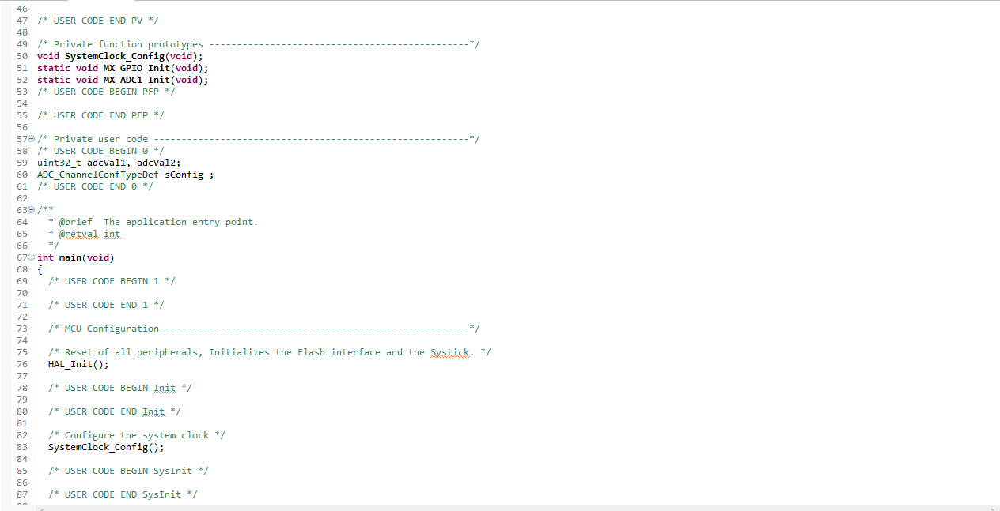 46
47 /* USER CODE END PV */
48
49 /* Private function prototypes -----------------------------------------------*/
50 void SystemClock_Config(void);
51 static void MX_GPIO_Init(void);
52 static void MX_ADC1_Init(void);
53 /* USER CODE BEGIN PFP */
54
55 /* USER CODE END PFP */
56
57 /* Private user code ---------------------------------------------------------*/
58 /* USER CODE BEGIN 0 */
59 uint32_t adcVal1, adcVal2;
60 ADC_ChannelConfTypeDef sConfig ;
61 /* USER CODE END 0 */
62
63 /**
64   * @brief  The application entry point.
65   * @retval int
66   */
67 int main(void)
68 {
69   /* USER CODE BEGIN 1 */
70
71   /* USER CODE END 1 */
72
73   /* MCU Configuration--------------------------------------------------------*/
74
75   /* Reset of all peripherals, Initializes the Flash interface and the Systick. */
76   HAL_Init();
77
78   /* USER CODE BEGIN Init */
79
80   /* USER CODE END Init */
81
82   /* Configure the system clock */
83   SystemClock_Config();
84
85   /* USER CODE BEGIN SysInit */
86
87   /* USER CODE END SysInit */